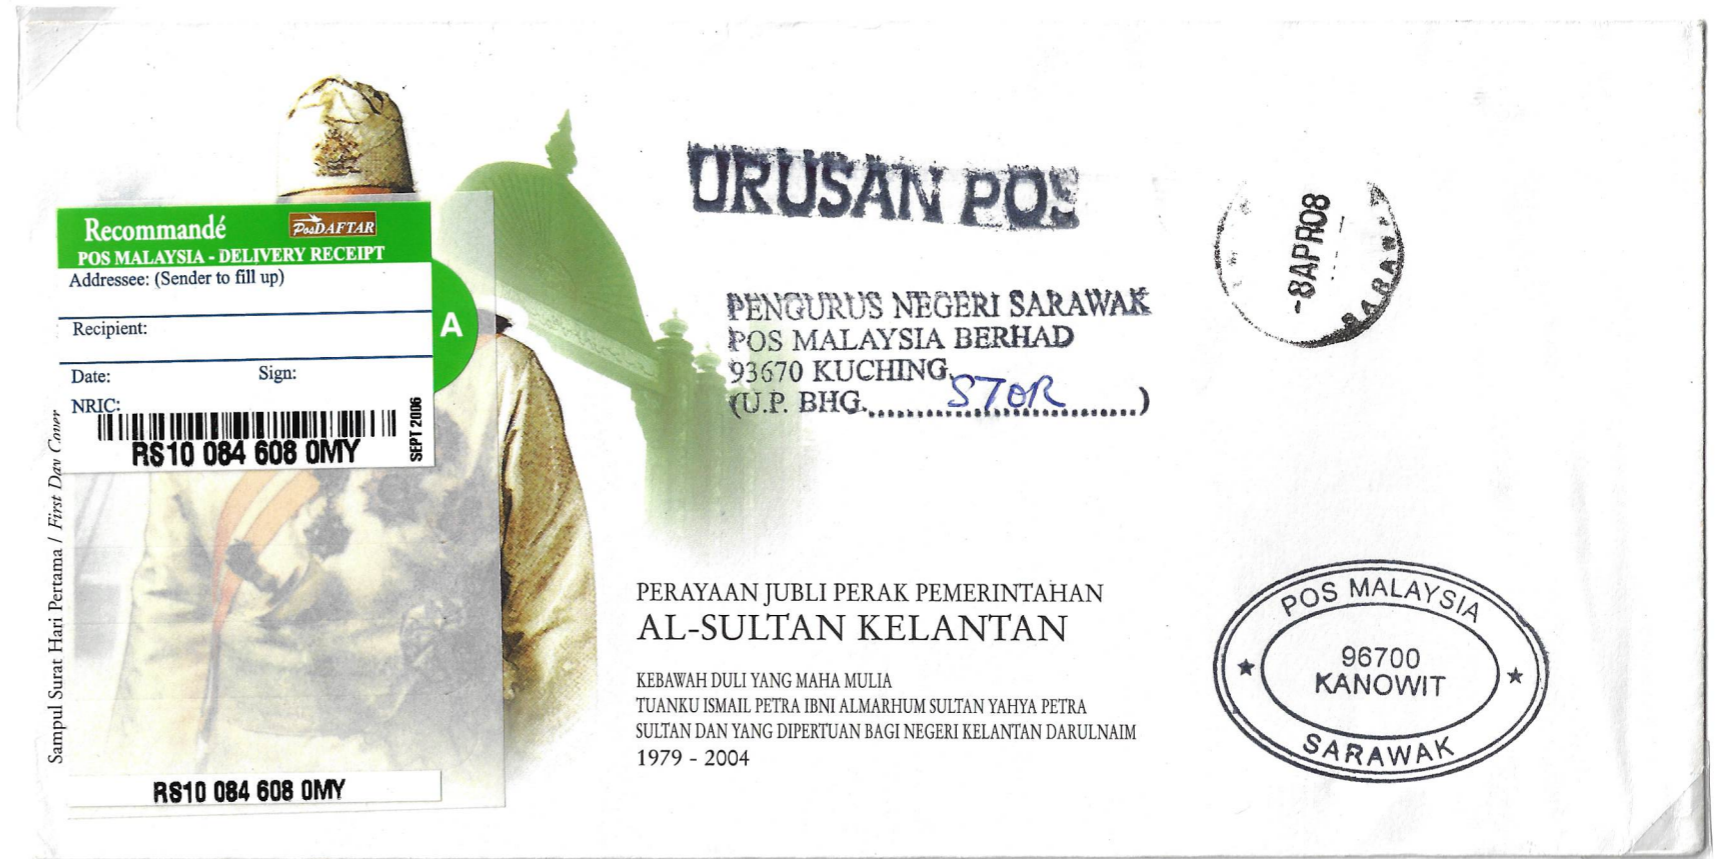 URUSAN POS
Recommandé
PosDAFTAR
POS MALAYSIA - DELIVERY RECEIPT
Addressee: (Sender to fill up)
Recipient:
Date: Sign:
NRIC:
SEPT 2006
RS10 084 608 0MY
A
-8APR08
SARAWAK
PENGURUS NEGERI SARAWAK
POS MALAYSIA BERHAD
93670 KUCHING.
(U.P. BHG. STOR )
Sampul Surat Hari Pertama / First Day Cover
PERAYAAN JUBLI PERAK PEMERINTAHAN
AL-SULTAN KELANTAN
KEBAWAH DULI YANG MAHA MULIA
TUANKU ISMAIL PETRA IBNI ALMARHUM SULTAN YAHYA PETRA
SULTAN DAN YANG DIPERTUAN BAGI NEGERI KELANTAN DARULNAIM
1979 - 2004
POS MALAYSIA
96700
KANOWIT
SARAWAK
RS10 084 608 0MY